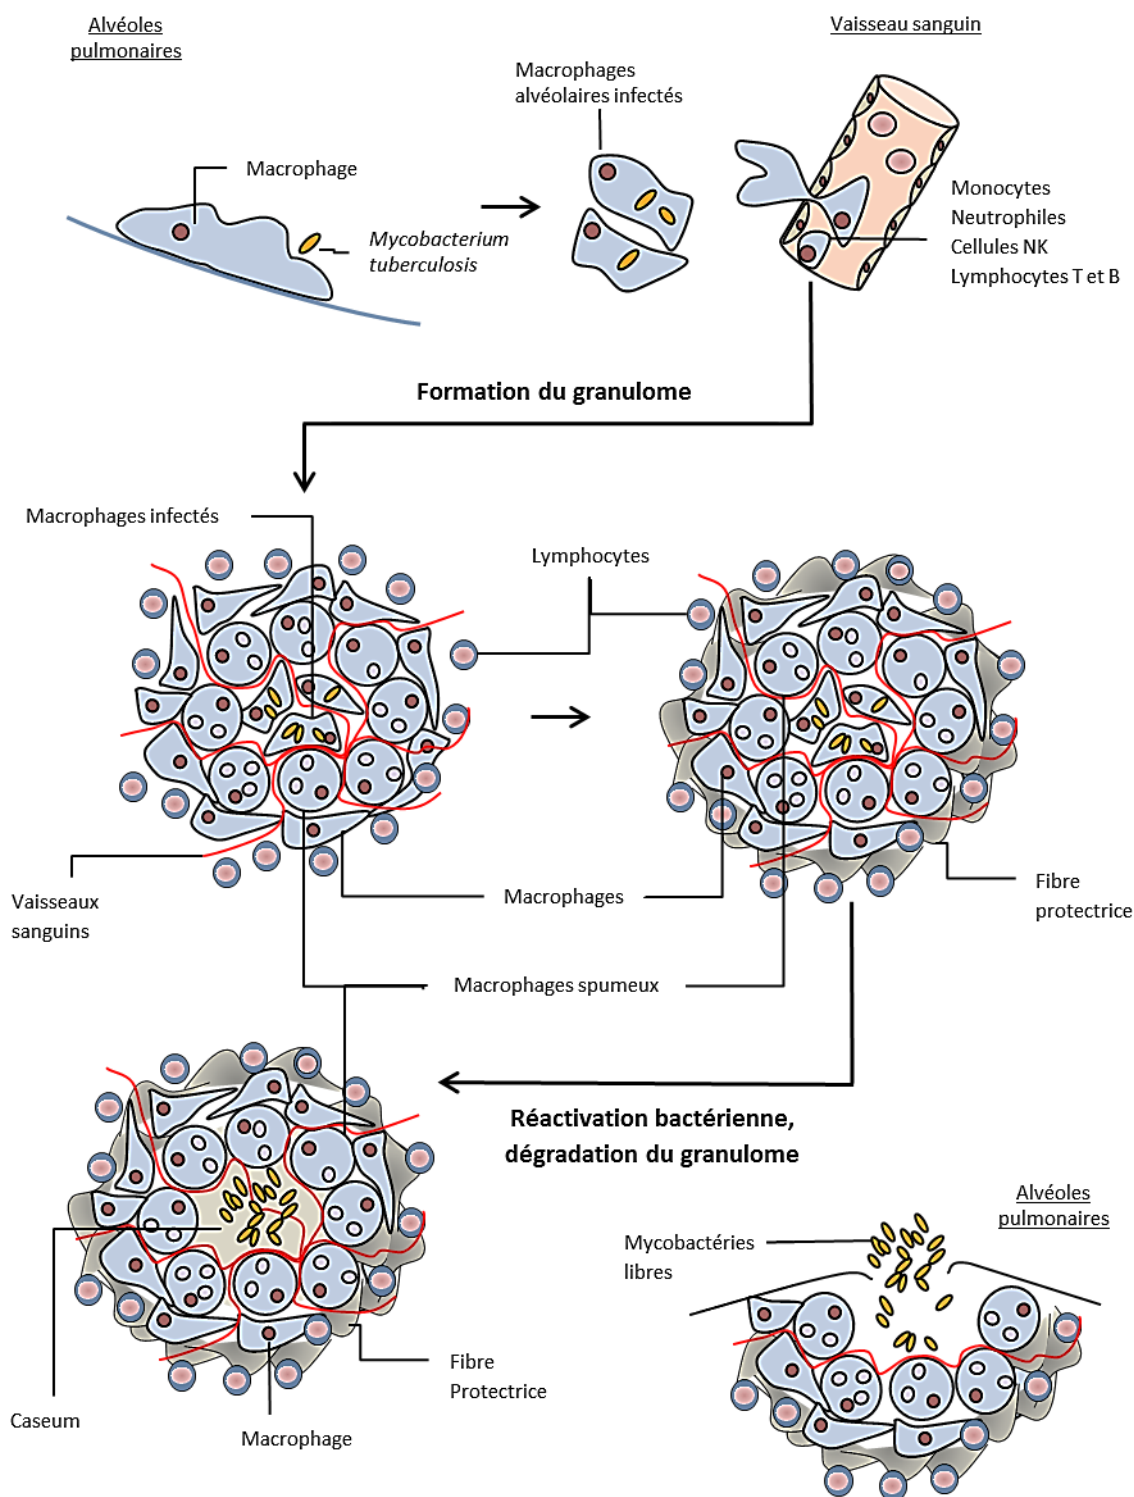 Alvéoles
pulmonaires
Vaisseau sanguin
Macrophages
alvéolaires infectés
Macrophage
Mycobacterium
tuberculosis
Monocytes
Neutrophiles
Cellules NK
Lymphocytes T et B
Formation du granulome
Macrophages infectés
Lymphocytes
Vaisseaux
sanguins
Macrophages
Fibre
protectrice
Macrophages spumeux
Réactivation bactérienne,
dégradation du granulome
Alvéoles
pulmonaires
Mycobactéries
libres
Fibre
Protectrice
Caseum
Macrophage